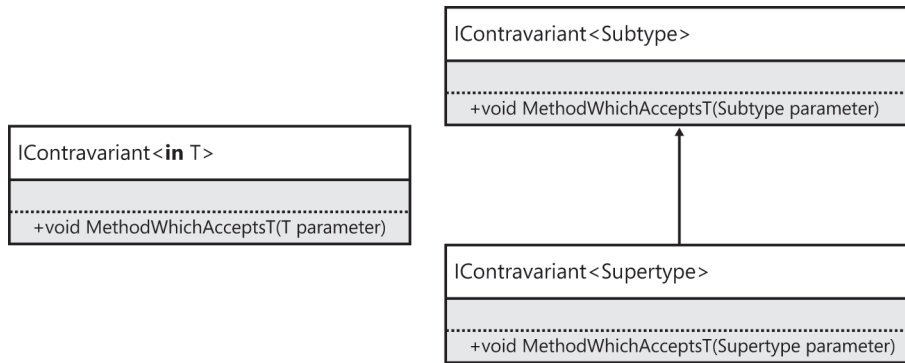 IContravariant<Subtype>
+void MethodWhichAcceptsT(Subtype parameter)
IContravariant<in T>
+void MethodWhichAcceptsT(T parameter)
IContravariant<Supertype>
+void MethodWhichAcceptsT(Supertype parameter)